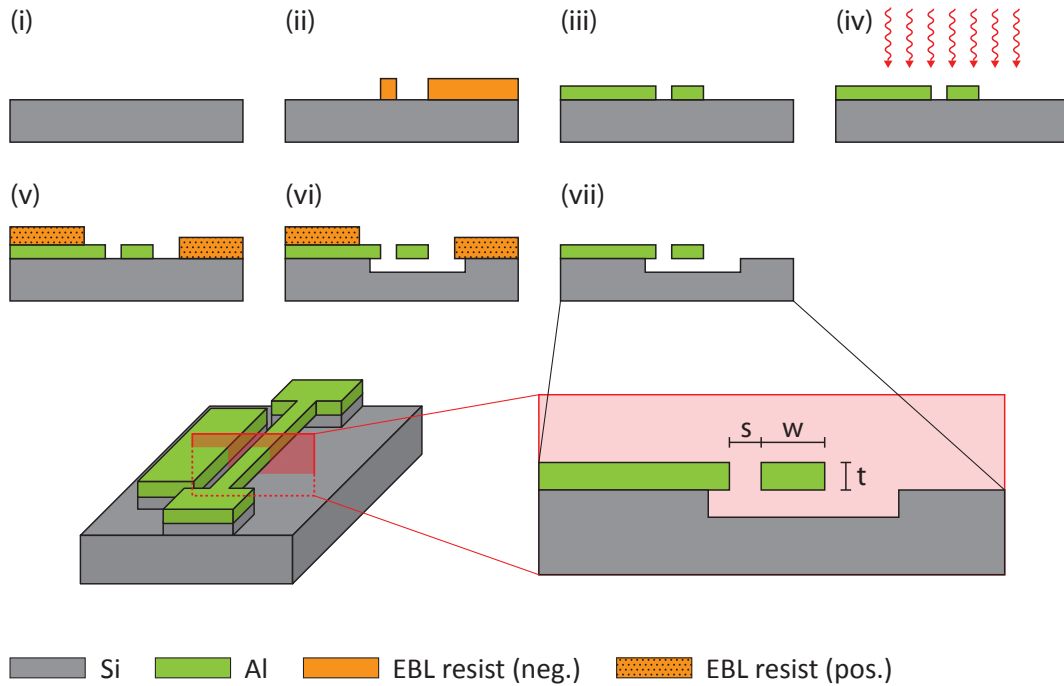 (i)
(ii)
(iii)
(iv)
(v)
(vi)
(vii)
s
w
t
Si
Al
EBL resist (neg.)
EBL resist (pos.)